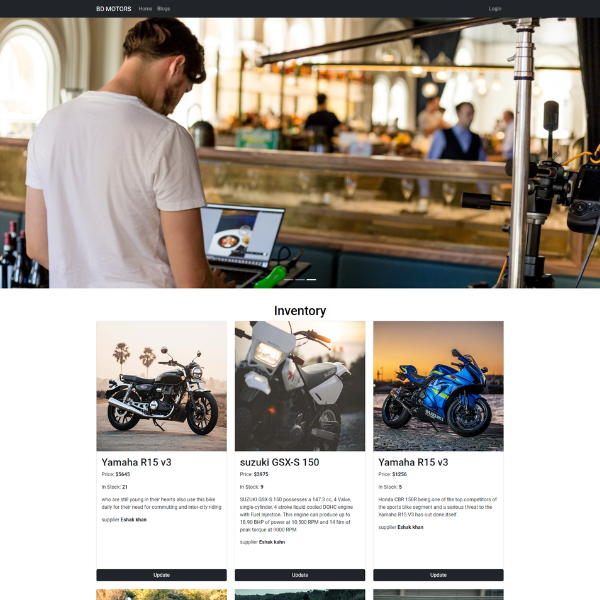 BD MOTORS Home Blogs Login
Inventory
Yamaha R15 v3
Price: $5645
In Stock: 21
who are still young in their hearts also use this bike
daily for their need for commuting and inter-city riding
supplier Eshak khan
Update
suzuki GSX-S 150
Price: $3975
In Stock: 9
SUZUKI GSX-S 150 possesses a 147.3 cc, 4 Valve,
single-cylinder, 4 stroke liquid cooled DOHC engine
with Fuel Injection. This engine can produce up to
18.90 BHP of power at 10,500 RPM and 14 Nm of
peak torque at 9000 RPM
supplier Eshak kahn
Update
Yamaha R15 v3
Price: $1256
In Stock: 5
Honda CBR 150R being one of the top competitors of
the sports bike segment and a serious threat to the
Yamaha R15 V3 has out done itself.
supplier Eshak khan
Update
SUZUKI